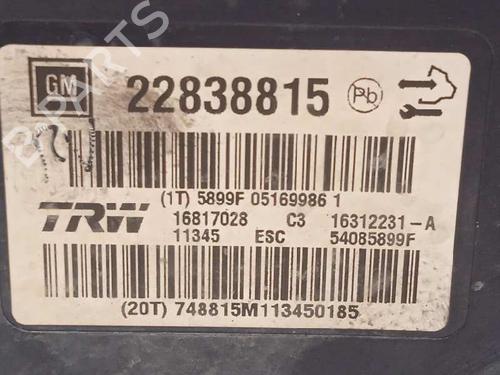 GM 22838815 Pb
(1T) 5899F 05169986 1
TRW 16817028 C3 16312231-A
11345 ESC 54085899F
(20T) 748815M113450185
B PARTS